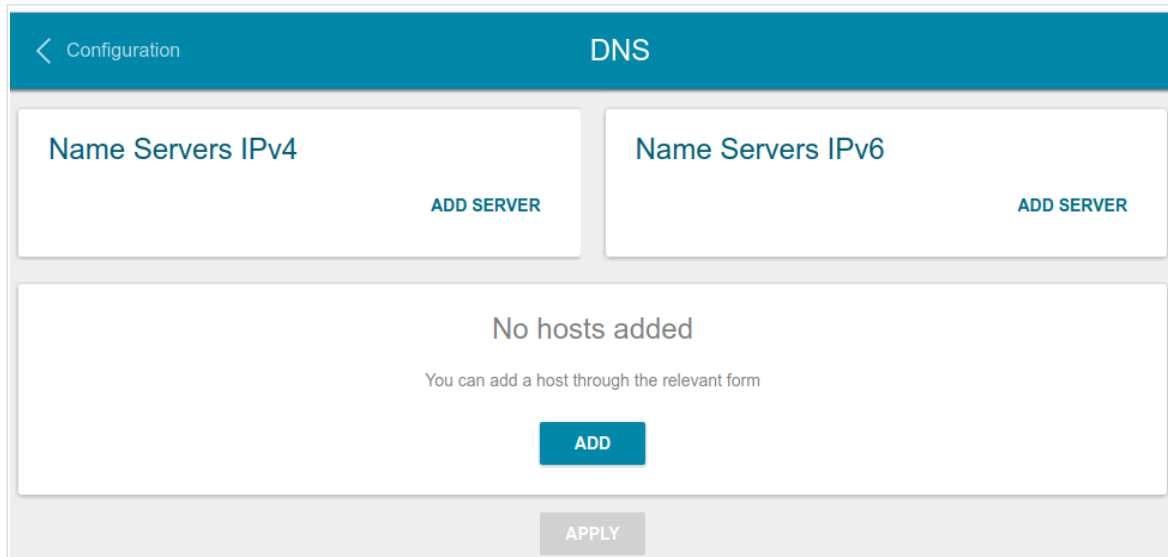 Configuration
DNS
Name Servers IPv4
ADD SERVER
Name Servers IPv6
ADD SERVER
No hosts added
You can add a host through the relevant form
ADD
APPLY